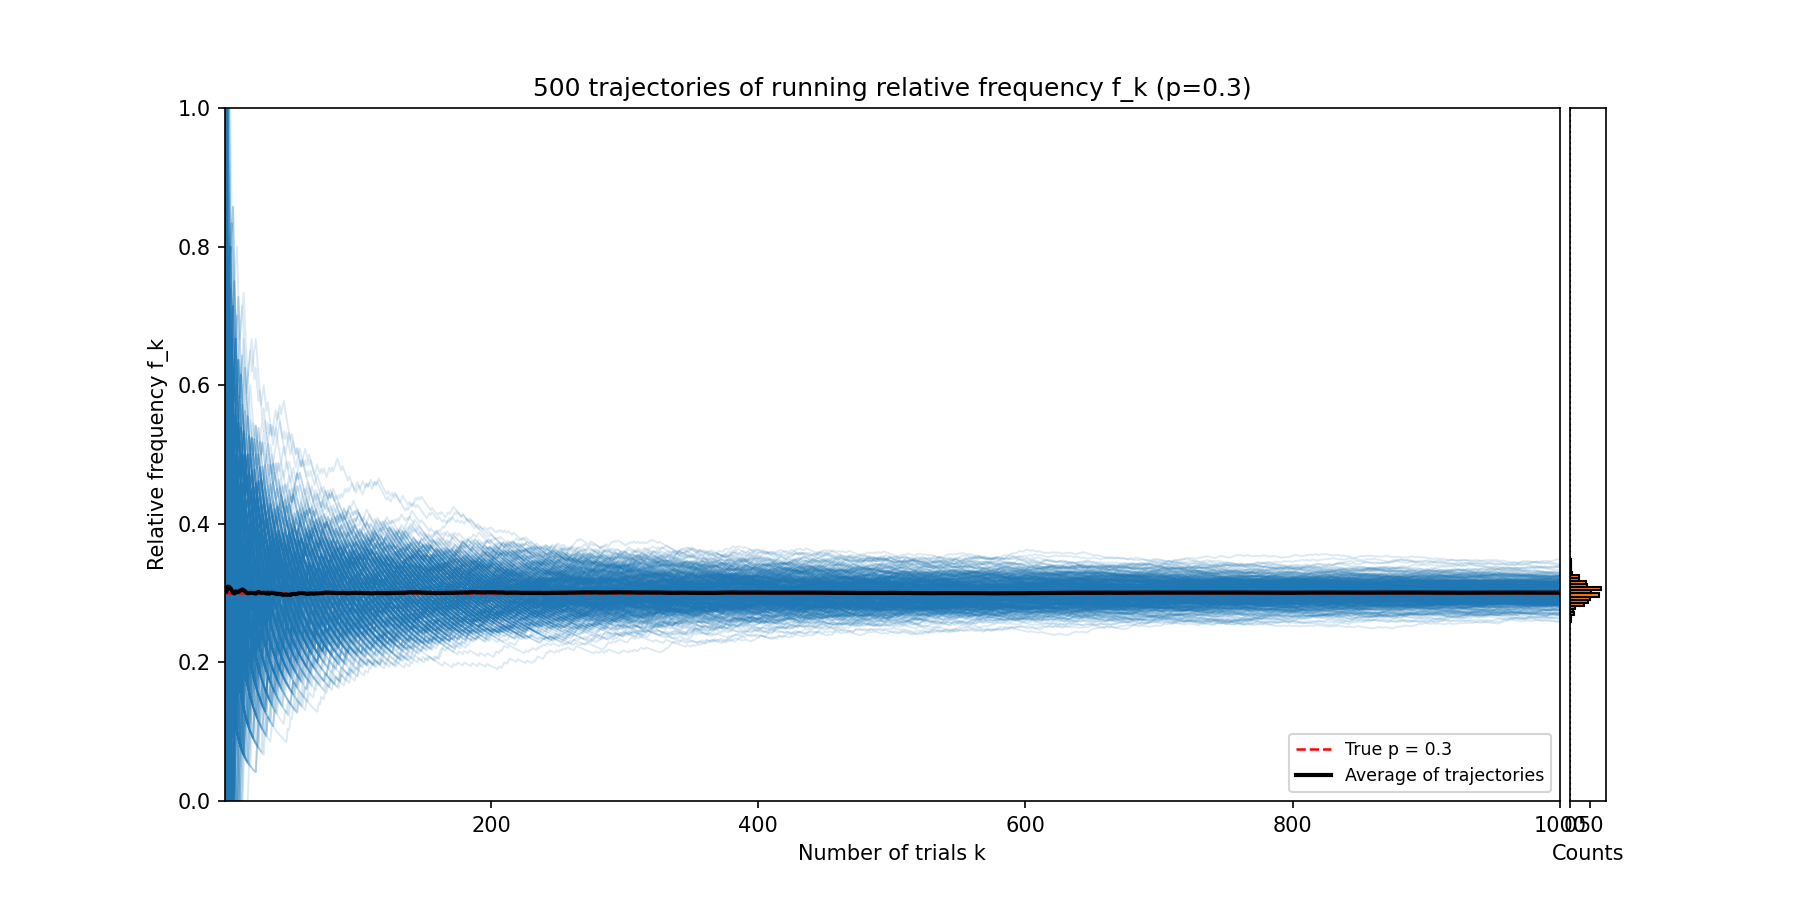 500 trajectories of running relative frequency f_k (p=0.3)
1.0
0.8
0.6
0.4
0.2
0.0
Relative frequency f_k
True p = 0.3
Average of trajectories
200 400 600 800 1000 0 50
Number of trials k
Counts